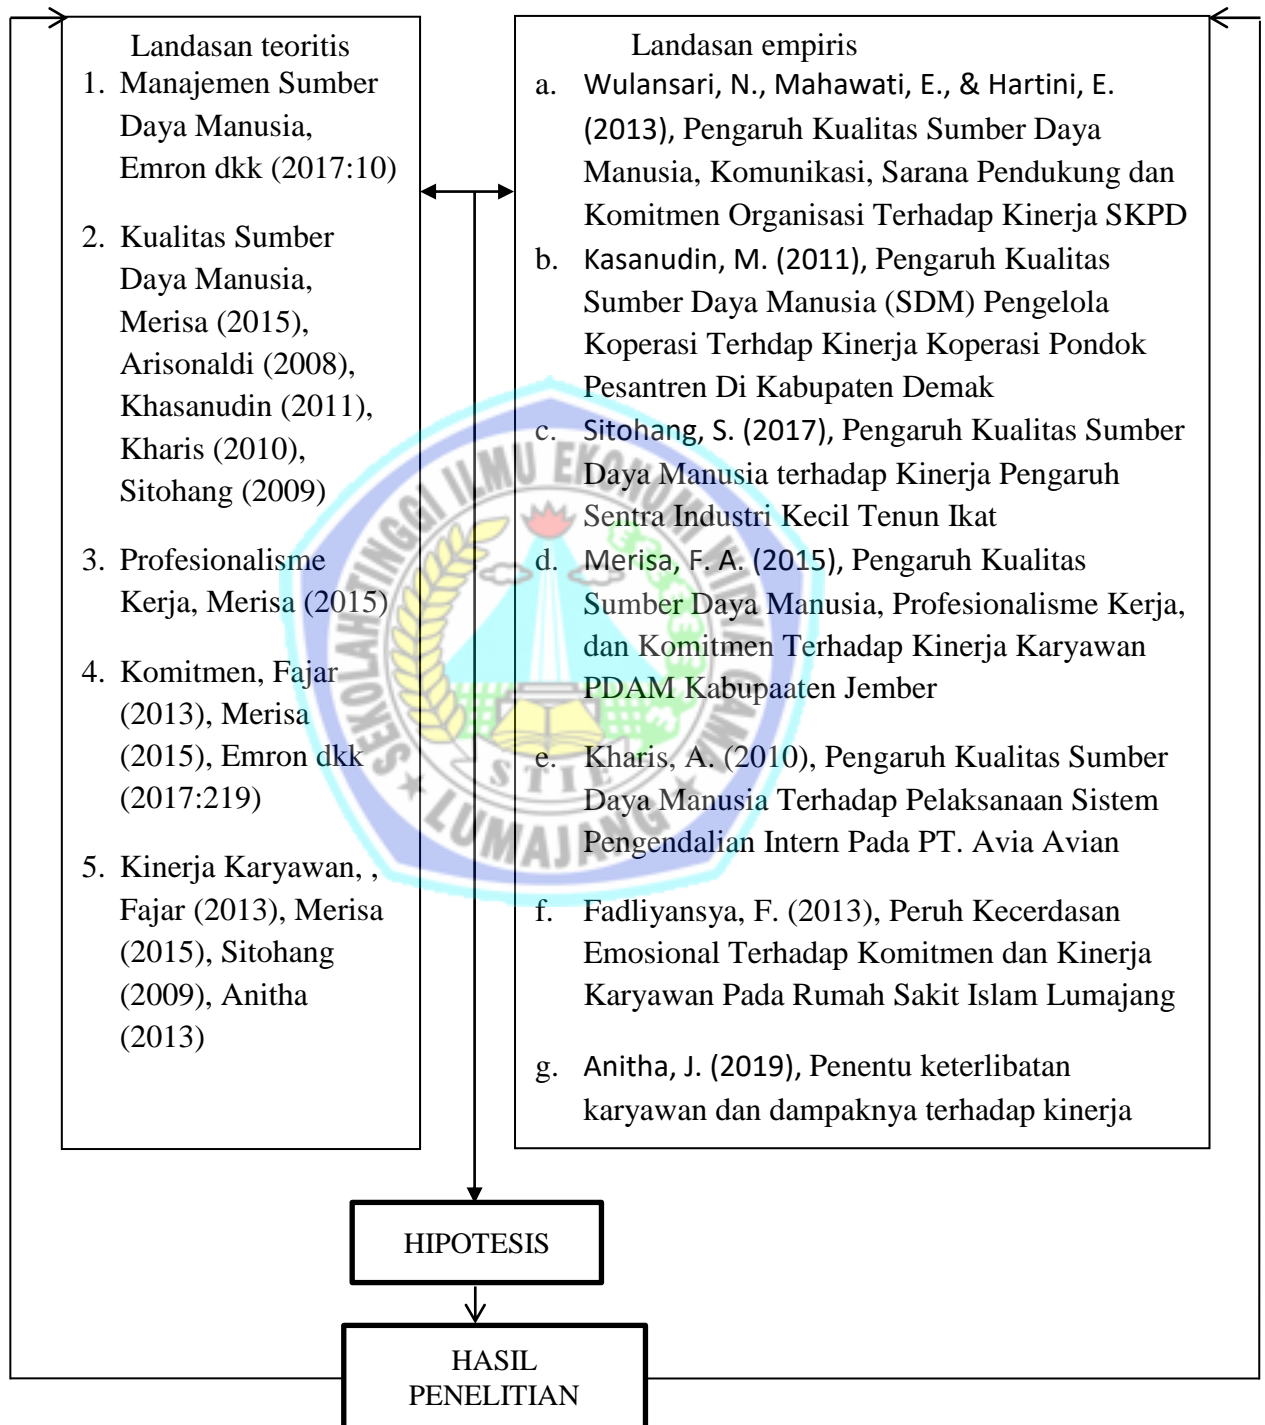 Landasan teoritis
1. Manajemen Sumber
Daya Manusia,
Emron dkk (2017:10)
2. Kualitas Sumber
Daya Manusia,
Merisa (2015),
Arisonaldi (2008),
Khasanudin (2011),
Kharis (2010),
Sitohang (2009)
3. Profesionalisme
Kerja, Merisa (2015)
4. Komitmen, Fajar
(2013), Merisa
(2015), Emron dkk
(2017:219)
5. Kinerja Karyawan, ,
Fajar (2013), Merisa
(2015), Sitohang
(2009), Anitha
(2013)
Landasan empiris
a. Wulansari, N., Mahawati, E., & Hartini, E.
(2013), Pengaruh Kualitas Sumber Daya
Manusia, Komunikasi, Sarana Pendukung dan
Komitmen Organisasi Terhadap Kinerja SKPD
b. Kasanudin, M. (2011), Pengaruh Kualitas
Sumber Daya Manusia (SDM) Pengelola
Koperasi Terhdap Kinerja Koperasi Pondok
Pesantren Di Kabupaten Demak
c. Sitohang, S. (2017), Pengaruh Kualitas Sumber
Daya Manusia terhadap Kinerja Pengaruh
Sentra Industri Kecil Tenun Ikat
d. Merisa, F. A. (2015), Pengaruh Kualitas
Sumber Daya Manusia, Profesionalisme Kerja,
dan Komitmen Terhadap Kinerja Karyawan
PDAM Kabupaaten Jember
e. Kharis, A. (2010), Pengaruh Kualitas Sumber
Daya Manusia Terhadap Pelaksanaan Sistem
Pengendalian Intern Pada PT. Avia Avian
f. Fadliyansya, F. (2013), Peruh Kecerdasan
Emosional Terhadap Komitmen dan Kinerja
Karyawan Pada Rumah Sakit Islam Lumajang
g. Anitha, J. (2019), Penentu keterlibatan
karyawan dan dampaknya terhadap kinerja
SEKOLAH TINGGI ILMU EKONOMI WIDYA GAMA
STIE
★ LUMAJANG ★
HIPOTESIS
HASIL
PENELITIAN